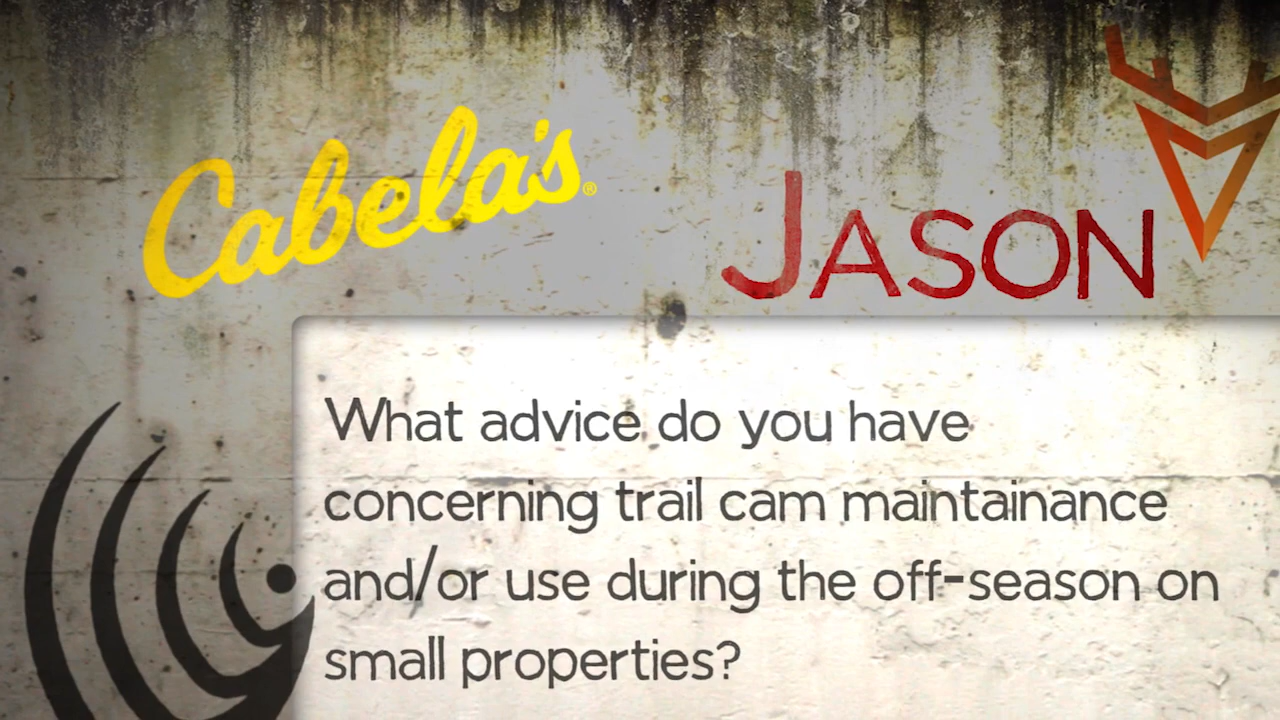 Cabela's®
JASON
What advice do you have
concerning trail cam maintainance
and/or use during the off-season on
small properties?